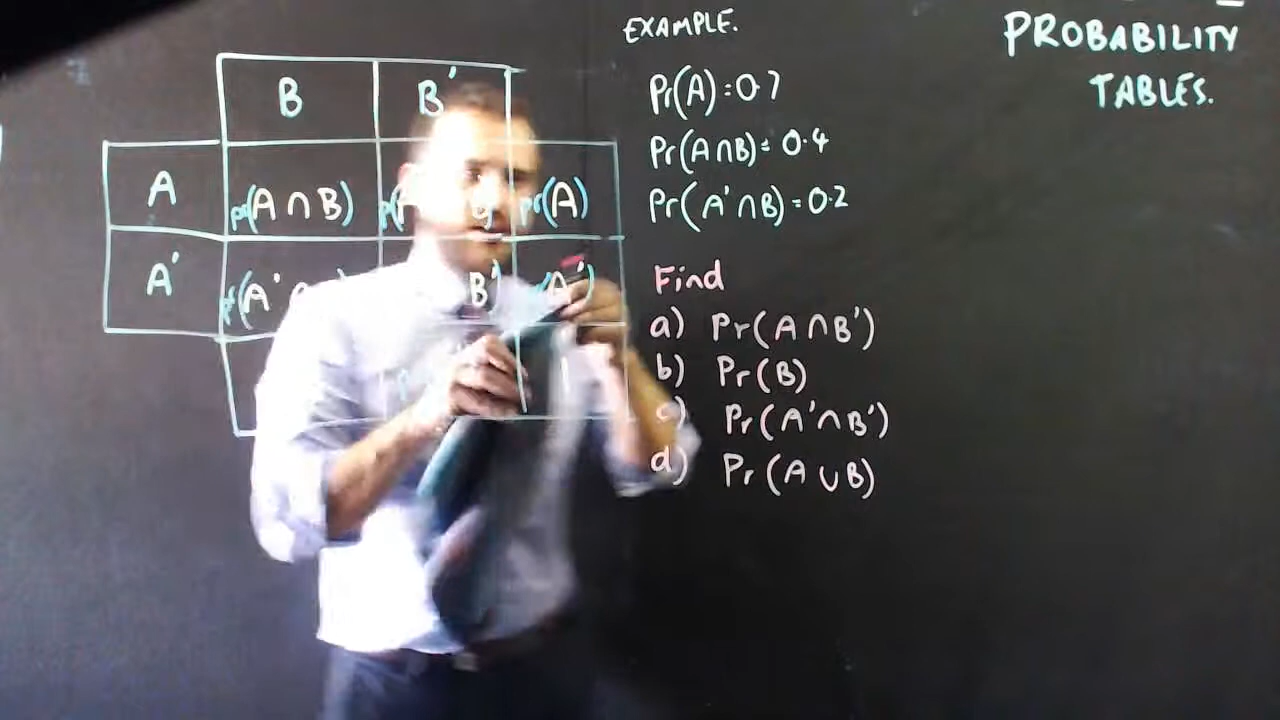 PROBABILITY
TABLES.
B B'
A pr(A ∩ B) pr(A)
A' (A' B' (A')
1
EXAMPLE.
Pr(A) = 0.7
Pr(A∩B) = 0.4
Pr(A'∩B) = 0.2
Find
a) Pr(A∩B')
b) Pr(B)
c) Pr(A'∩B')
d) Pr(A∪B)